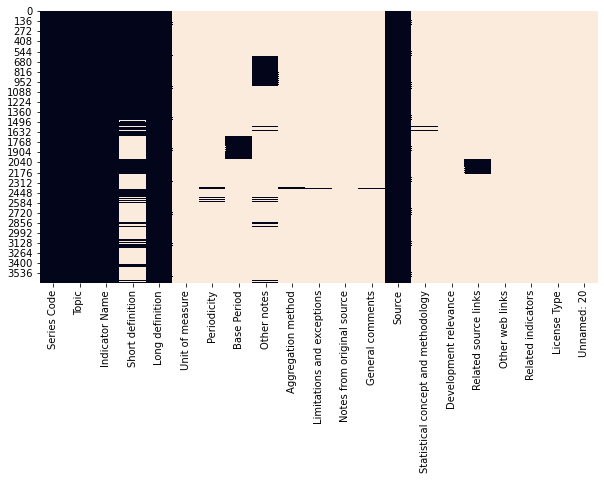 0
136
272
408
544
680
816
952
1088
1224
1360
1496
1632
1768
1904
2040
2176
2312
2448
2584
2720
2856
2992
3128
3264
3400
3536
Series Code
Topic
Indicator Name
Short definition
Long definition
Unit of measure
Periodicity
Base Period
Other notes
Aggregation method
Limitations and exceptions
Notes from original source
General comments
Source
Statistical concept and methodology
Development relevance
Related source links
Other web links
Related indicators
License Type
Unnamed: 20